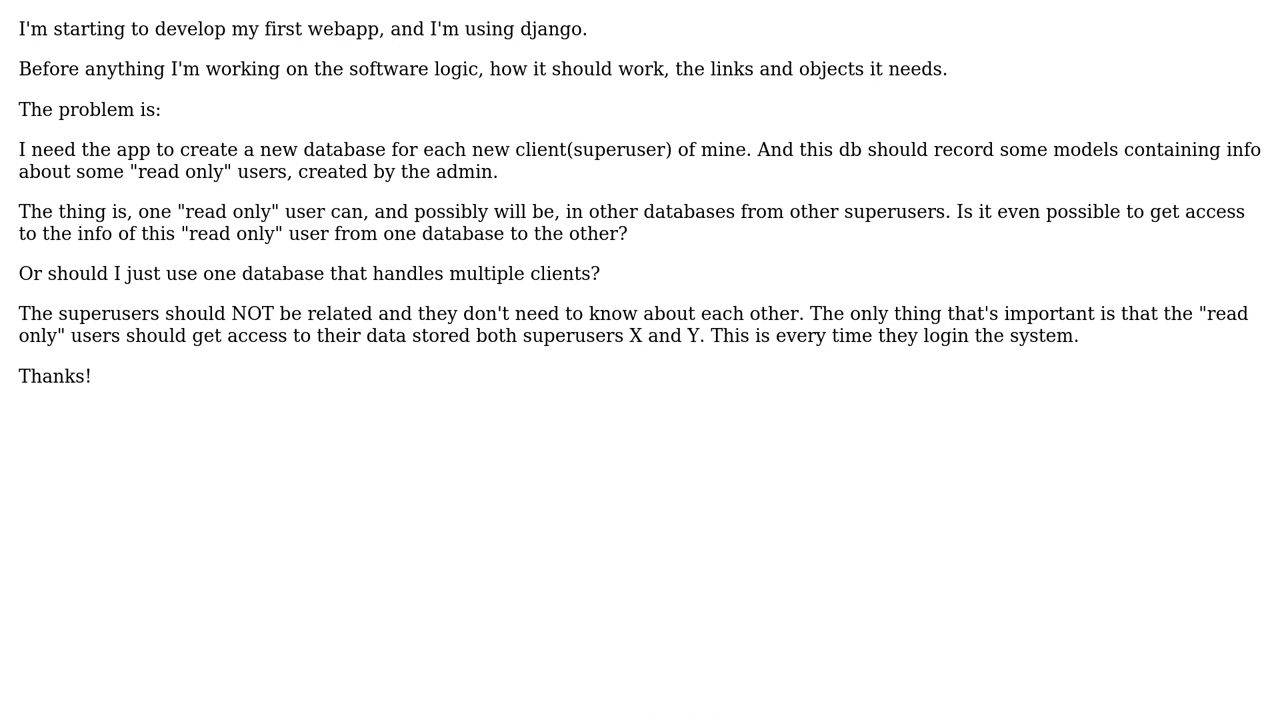 I'm starting to develop my first webapp, and I'm using django.
Before anything I'm working on the software logic, how it should work, the links and objects it needs.
The problem is:
I need the app to create a new database for each new client(superuser) of mine. And this db should record some models containing info
about some "read only" users, created by the admin.
The thing is, one "read only" user can, and possibly will be, in other databases from other superusers. Is it even possible to get access
to the info of this "read only" user from one database to the other?
Or should I just use one database that handles multiple clients?
The superusers should NOT be related and they don't need to know about each other. The only thing that's important is that the "read
only" users should get access to their data stored both superusers X and Y. This is every time they login the system.
Thanks!